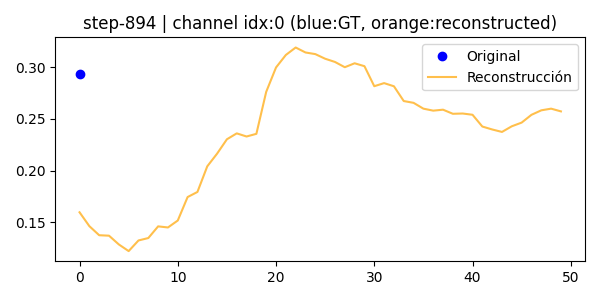 step-894 | channel idx:0 (blue:GT, orange:reconstructed)
Original
Reconstrucción
0.30
0.25
0.20
0.15
0 10 20 30 40 50